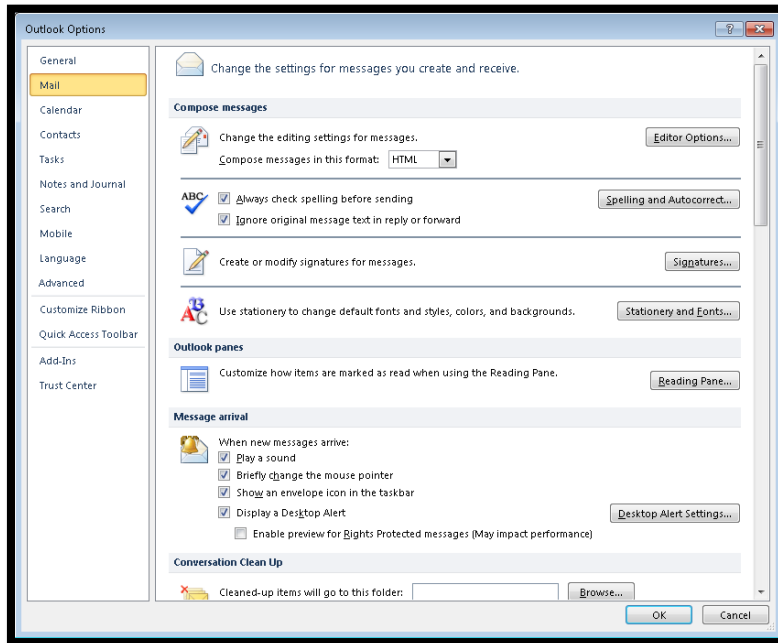 Outlook Options
General
Mail
Calendar
Contacts
Tasks
Notes and Journal
Search
Mobile
Language
Advanced
Customize Ribbon
Quick Access Toolbar
Add-Ins
Trust Center
Change the settings for messages you create and receive.
Compose messages
Change the editing settings for messages.
Editor Options...
Compose messages in this format: HTML
ABC
Always check spelling before sending
Spelling and Autocorrect...
Ignore original message text in reply or forward
Create or modify signatures for messages.
Signatures...
Use stationery to change default fonts and styles, colors, and backgrounds.
Stationery and Fonts...
Outlook panes
Customize how items are marked as read when using the Reading Pane.
Reading Pane...
Message arrival
When new messages arrive:
Play a sound
Briefly change the mouse pointer
Show an envelope icon in the taskbar
Display a Desktop Alert
Desktop Alert Settings...
Enable preview for Rights Protected messages (May impact performance)
Conversation Clean Up
Cleaned-up items will go to this folder:
Browse...
OK
Cancel